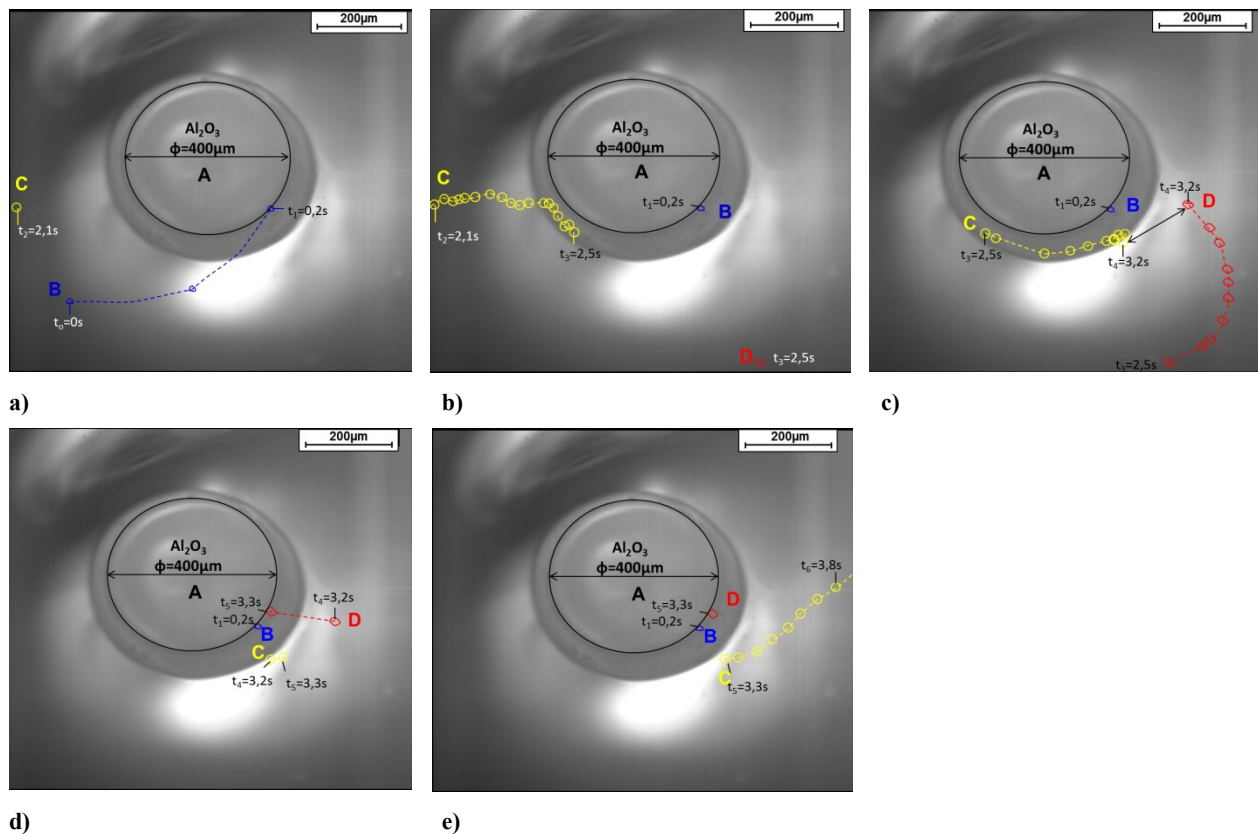 200µm
Al₂O₃
ϕ=400µm
A
C
t₂=2,1s
t₁=0,2s
B
tₒ=0s
a)
200µm
Al₂O₃
ϕ=400µm
A
C
t₂=2,1s
t₁=0,2s
B
t₃=2,5s
D
t₃=2,5s
b)
200µm
Al₂O₃
ϕ=400µm
A
t₄=3,2s
D
t₁=0,2s
B
C
t₃=2,5s
t₄=3,2s
t₃=2,5s
c)
200µm
Al₂O₃
ϕ=400µm
A
t₅=3,3s
t₄=3,2s
D
t₁=0,2s
B
C
t₄=3,2s
t₅=3,3s
d)
200µm
Al₂O₃
ϕ=400µm
A
t₆=3,8s
t₅=3,3s
D
t₁=0,2s
B
C
t₅=3,3s
e)